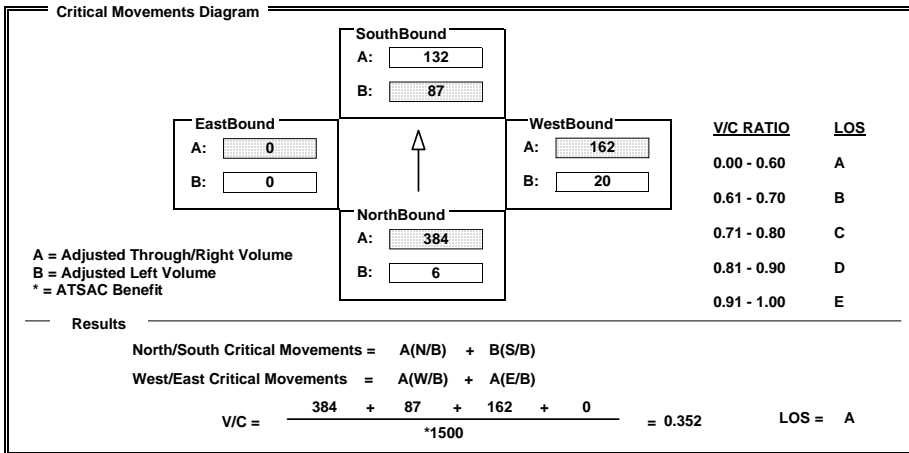 Critical Movements Diagram
SouthBound
A: 132
B: 87
EastBound
A: 0
B: 0
WestBound
A: 162
B: 20
NorthBound
A: 384
B: 6
A = Adjusted Through/Right Volume
B = Adjusted Left Volume
* = ATSAC Benefit
V/C RATIO LOS
0.00 - 0.60 A
0.61 - 0.70 B
0.71 - 0.80 C
0.81 - 0.90 D
0.91 - 1.00 E
Results
North/South Critical Movements = A(N/B) + B(S/B)
West/East Critical Movements = A(W/B) + A(E/B)
384 + 87 + 162 + 0
V/C = = 0.352 LOS = A
*1500